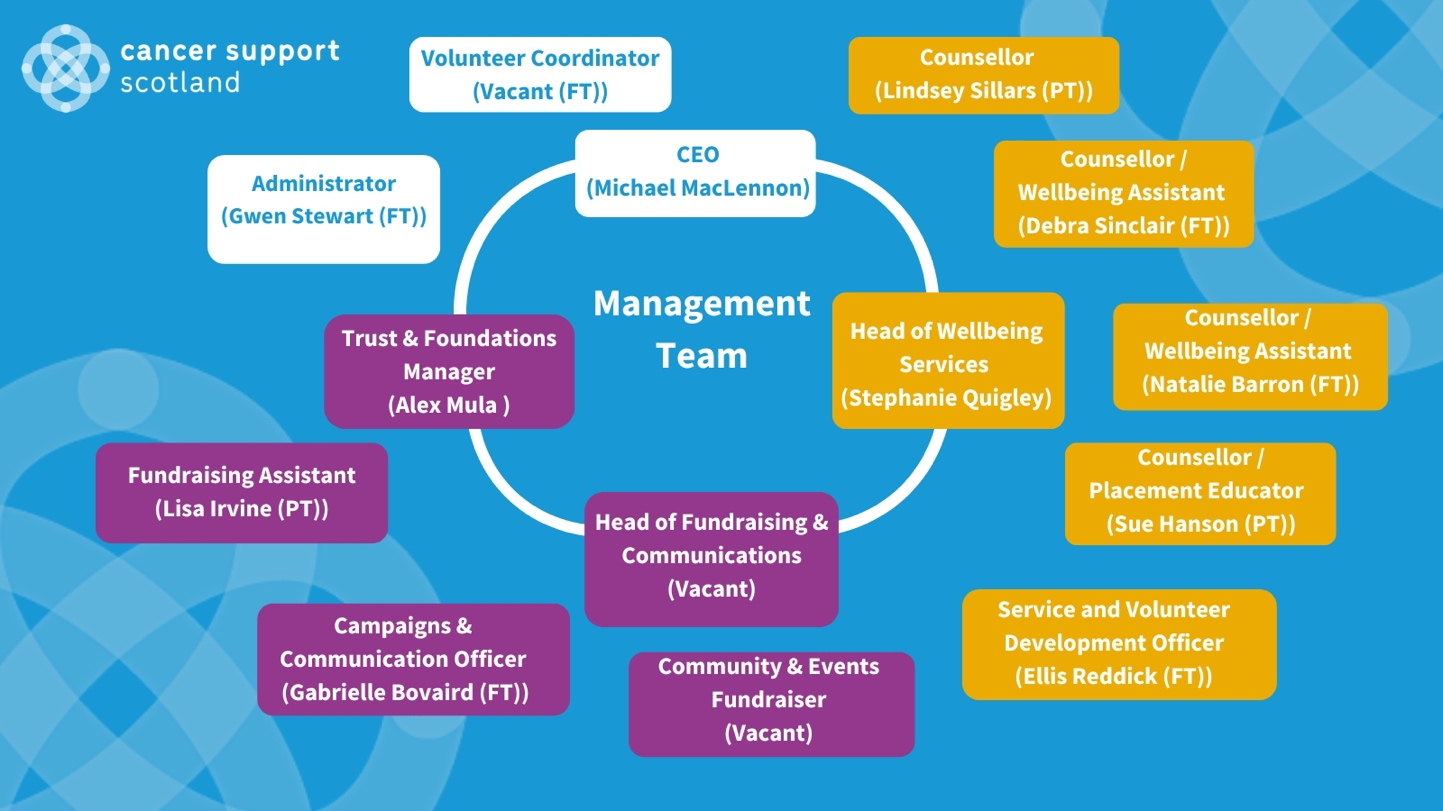 cancer support
scotland
Volunteer Coordinator
(Vacant (FT))
Counsellor
(Lindsey Sillars (PT))
CEO
(Michael MacLennon)
Administrator
(Gwen Stewart (FT))
Counsellor /
Wellbeing Assistant
(Debra Sinclair (FT))
Management
Team
Trust & Foundations
Manager
(Alex Mula )
Head of Wellbeing
Services
(Stephanie Quigley)
Counsellor /
Wellbeing Assistant
(Natalie Barron (FT))
Fundraising Assistant
(Lisa Irvine (PT))
Counsellor /
Placement Educator
(Sue Hanson (PT))
Head of Fundraising &
Communications
(Vacant)
Campaigns &
Communication Officer
(Gabrielle Bovaird (FT))
Service and Volunteer
Development Officer
(Ellis Reddick (FT))
Community & Events
Fundraiser
(Vacant)